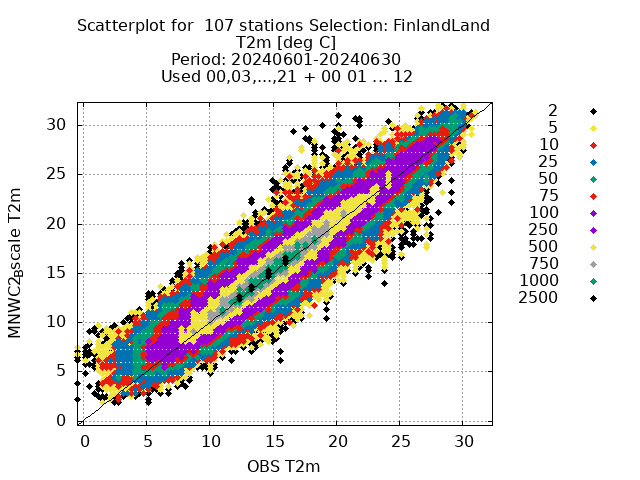 Scatterplot for  107 stations Selection: FinlandLand
T2m [deg C]
Period: 20240601-20240630
Used 00,03,...,21 + 00 01 ... 12
MNWC2pscale T2m
30
25
20
15
10
5
0
0 5 10 15 20 25 30
OBS T2m
2
5
10
25
50
75
100
250
500
750
1000
2500